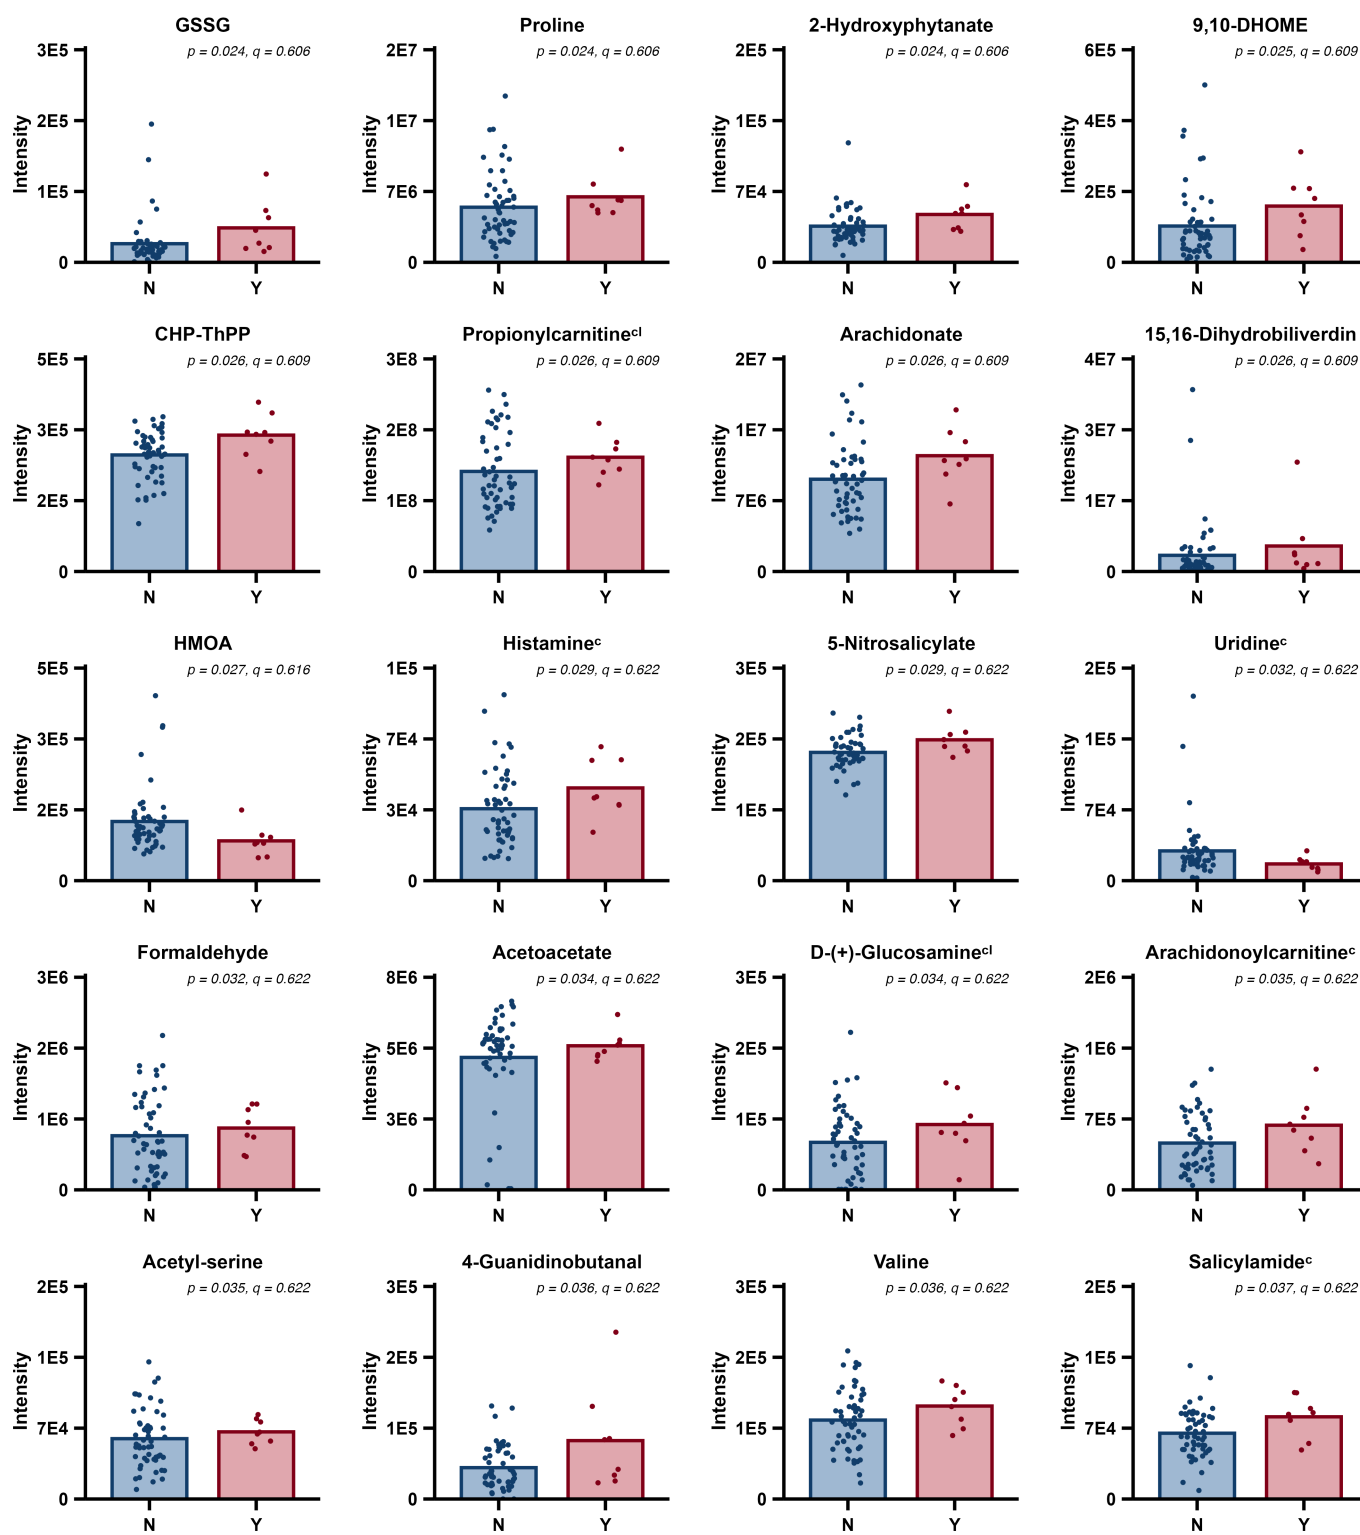 GSSG
p = 0.024, q = 0.606
Intensity
3E5
2E5
1E5
0
N
Y
Proline
p = 0.024, q = 0.606
Intensity
2E7
1E7
7E6
0
N
Y
2-Hydroxyphytanate
p = 0.024, q = 0.606
Intensity
2E5
1E5
7E4
0
N
Y
9,10-DHOME
p = 0.025, q = 0.609
Intensity
6E5
4E5
2E5
0
N
Y
CHP-ThPP
p = 0.026, q = 0.609
Intensity
5E5
3E5
2E5
0
N
Y
Propionylcarnitineᶜˡ
p = 0.026, q = 0.609
Intensity
3E8
2E8
1E8
0
N
Y
Arachidonate
p = 0.026, q = 0.609
Intensity
2E7
1E7
7E6
0
N
Y
15,16-Dihydrobiliverdin
p = 0.026, q = 0.609
Intensity
4E7
3E7
1E7
0
N
Y
HMOA
p = 0.027, q = 0.616
Intensity
5E5
3E5
2E5
0
N
Y
Histamineᶜ
p = 0.029, q = 0.622
Intensity
1E5
7E4
3E4
0
N
Y
5-Nitrosalicylate
p = 0.029, q = 0.622
Intensity
3E5
2E5
1E5
0
N
Y
Uridineᶜ
p = 0.032, q = 0.622
Intensity
2E5
1E5
7E4
0
N
Y
Formaldehyde
p = 0.032, q = 0.622
Intensity
3E6
2E6
1E6
0
N
Y
Acetoacetate
p = 0.034, q = 0.622
Intensity
8E6
5E6
3E6
0
N
Y
D-(+)-Glucosamineᶜˡ
p = 0.034, q = 0.622
Intensity
3E5
2E5
1E5
0
N
Y
Arachidonoylcarnitineᶜ
p = 0.035, q = 0.622
Intensity
2E6
1E6
7E5
0
N
Y
Acetyl-serine
p = 0.035, q = 0.622
Intensity
2E5
1E5
7E4
0
N
Y
4-Guanidinobutanal
p = 0.036, q = 0.622
Intensity
3E5
2E5
1E5
0
N
Y
Valine
p = 0.036, q = 0.622
Intensity
3E5
2E5
1E5
0
N
Y
Salicylamideᶜ
p = 0.037, q = 0.622
Intensity
2E5
1E5
7E4
0
N
Y